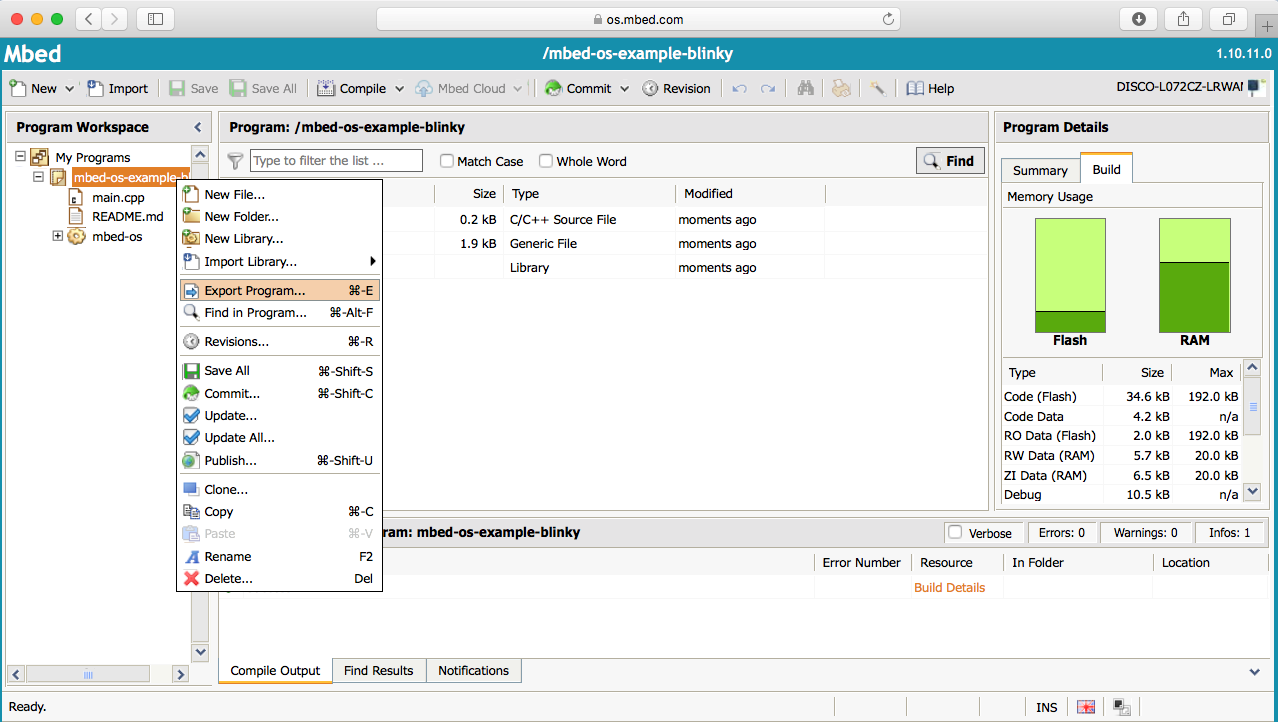 os.mbed.com
Mbed
/mbed-os-example-blinky
1.10.11.0
New
Import
Save
Save All
Compile
Mbed Cloud
Commit
Revision
Help
DISCO-L072CZ-LRWAN
Program Workspace
My Programs
mbed-os-example-b
main.cpp
README.md
mbed-os
New File...
New Folder...
New Library...
Import Library...
Export Program... ⌘-E
Find in Program... ⌘-Alt-F
Revisions... ⌘-R
Save All ⌘-Shift-S
Commit... ⌘-Shift-C
Update...
Update All...
Publish... ⌘-Shift-U
Clone...
Copy ⌘-C
Paste ⌘-V
Rename F2
Delete... Del
Program: /mbed-os-example-blinky
Type to filter the list ...
Match Case
Whole Word
Find
Size Type Modified
0.2 kB C/C++ Source File moments ago
1.9 kB Generic File moments ago
Library moments ago
Program Details
Summary
Build
Memory Usage
Flash
RAM
Type Size Max
Code (Flash) 34.6 kB 192.0 kB
Code Data 4.2 kB n/a
RO Data (Flash) 2.0 kB 192.0 kB
RW Data (RAM) 5.7 kB 20.0 kB
ZI Data (RAM) 6.5 kB 20.0 kB
Debug 10.5 kB n/a
ram: mbed-os-example-blinky
Verbose
Errors: 0
Warnings: 0
Infos: 1
Error Number Resource In Folder Location
Build Details
Compile Output
Find Results
Notifications
Ready.
INS